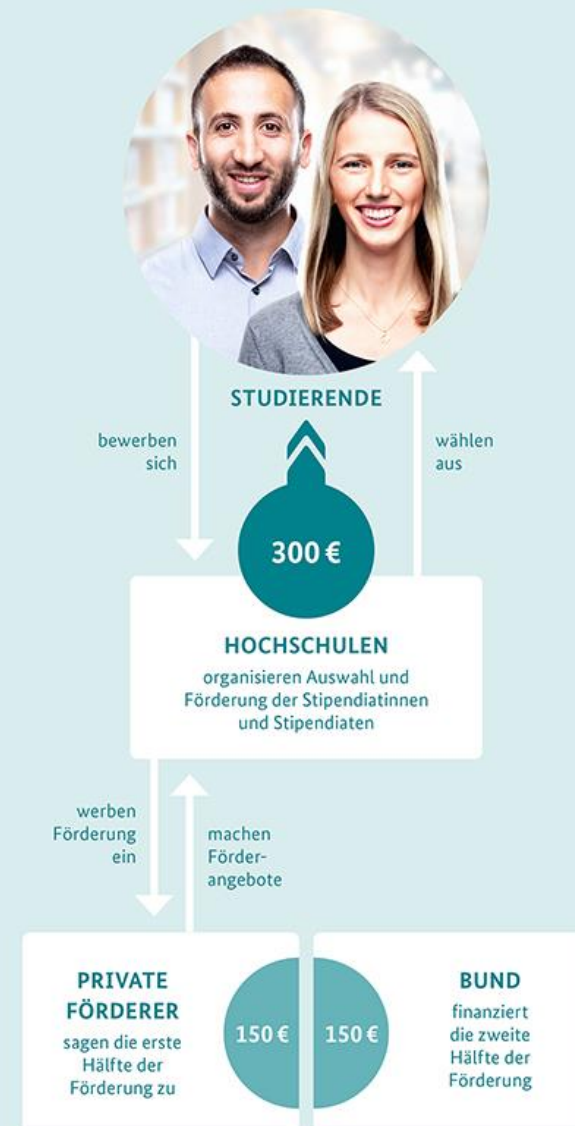 STUDIERENDE
bewerben
sich
wählen
aus
300 €
HOCHSCHULEN
organisieren Auswahl und
Förderung der Stipendiatinnen
und Stipendiaten
werben
Förderung
ein
machen
Förder-
angebote
PRIVATE
FÖRDERER
sagen die erste
Hälfte der
Förderung zu
150 €
150 €
BUND
finanziert
die zweite
Hälfte der
Förderung